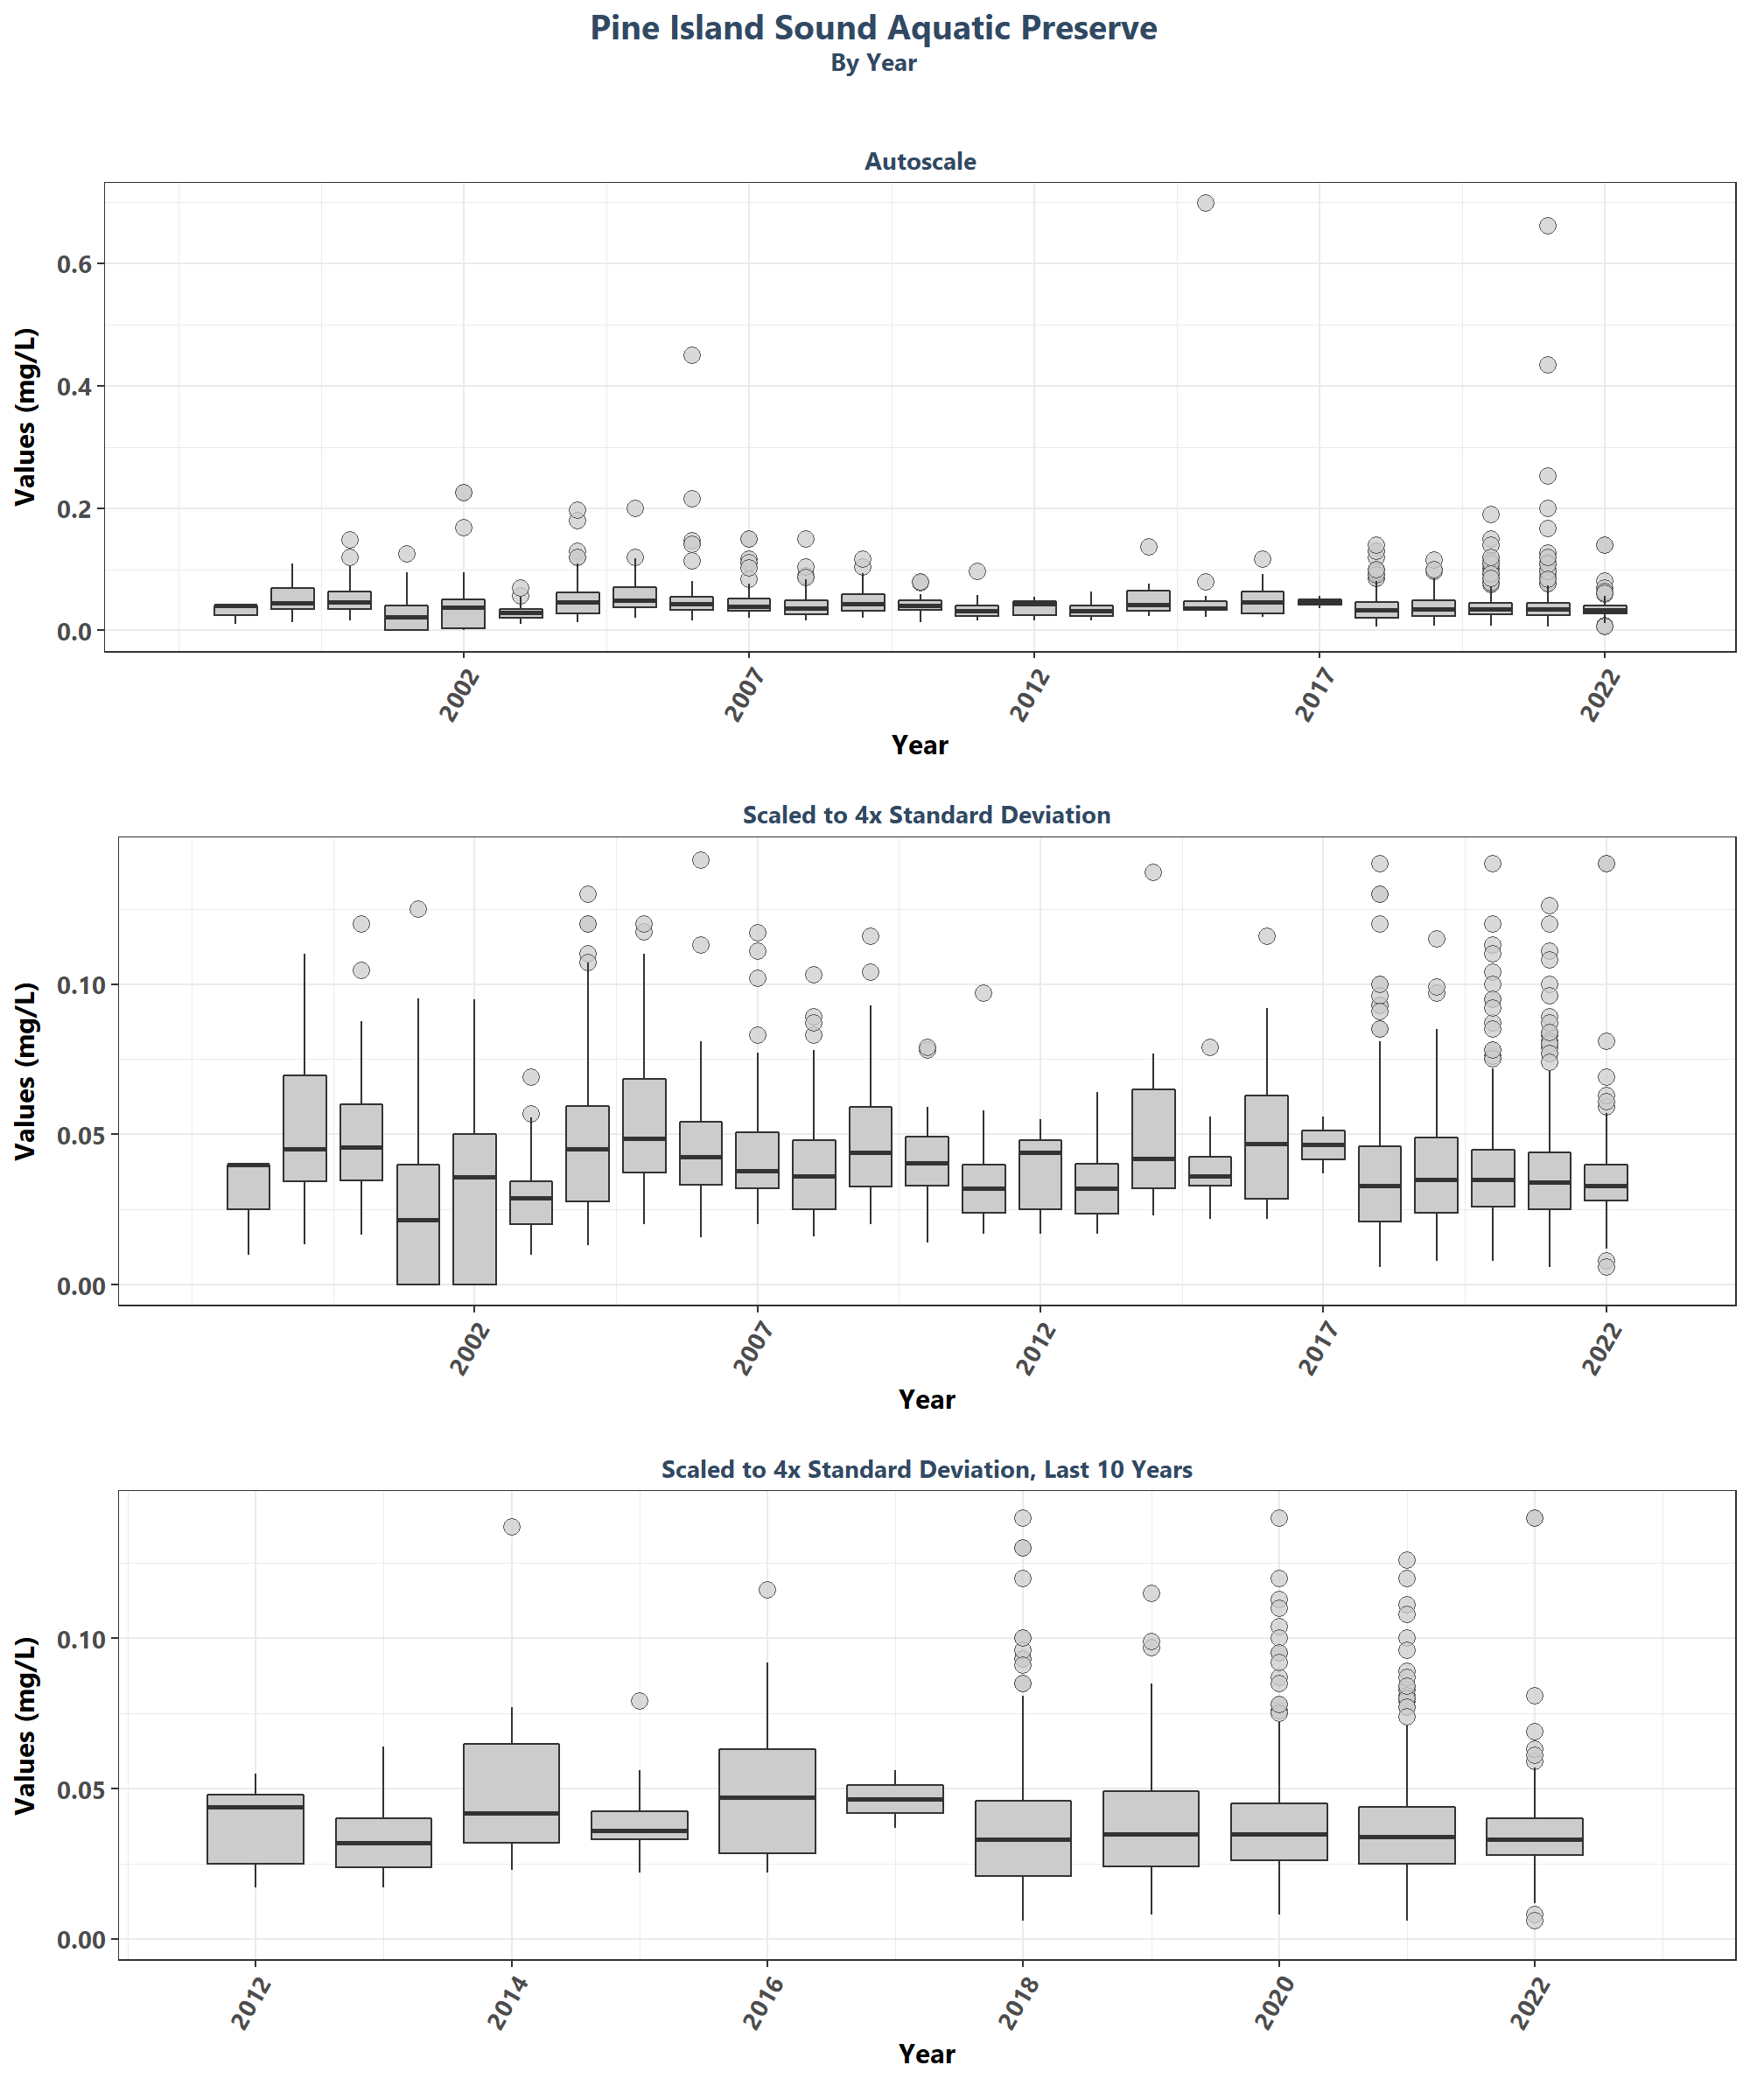 Pine Island Sound Aquatic Preserve
By Year
Autoscale
Values (mg/L)
0.6
0.4
0.2
0.0
2002 2007 2012 2017 2022
Year
Scaled to 4x Standard Deviation
Values (mg/L)
0.10
0.05
0.00
2002 2007 2012 2017 2022
Year
Scaled to 4x Standard Deviation, Last 10 Years
Values (mg/L)
0.10
0.05
0.00
2012 2014 2016 2018 2020 2022
Year